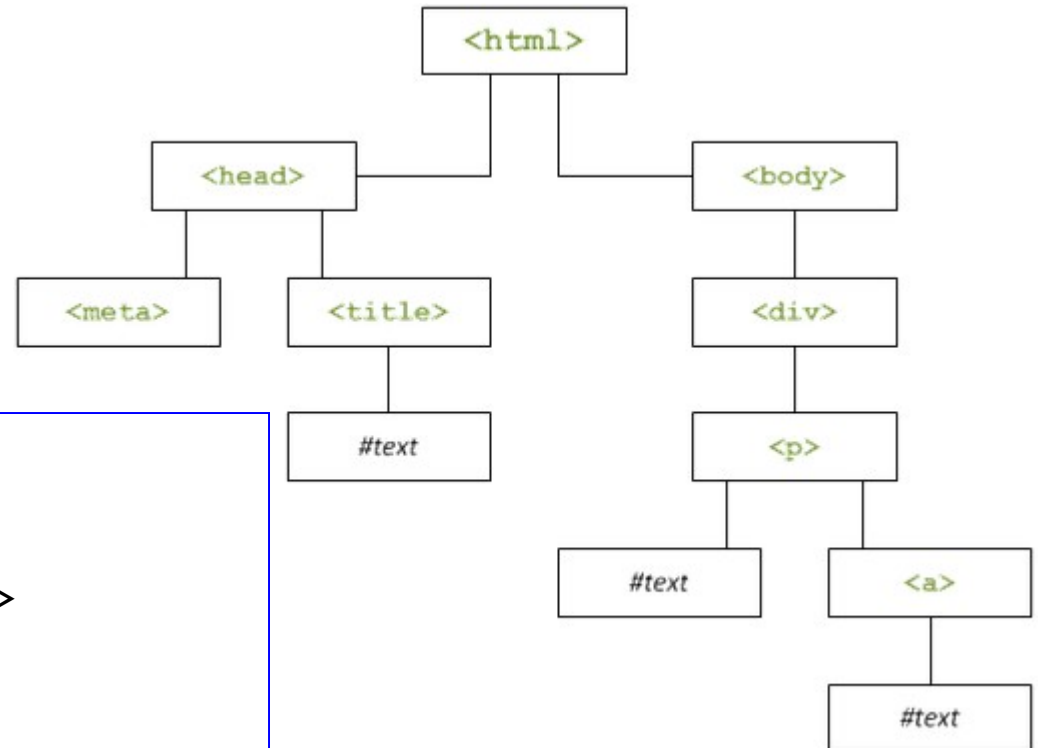 <html>
<head>
<body>
<meta>
<title>
<div>
#text
<p>
>
#text
<a>
#text